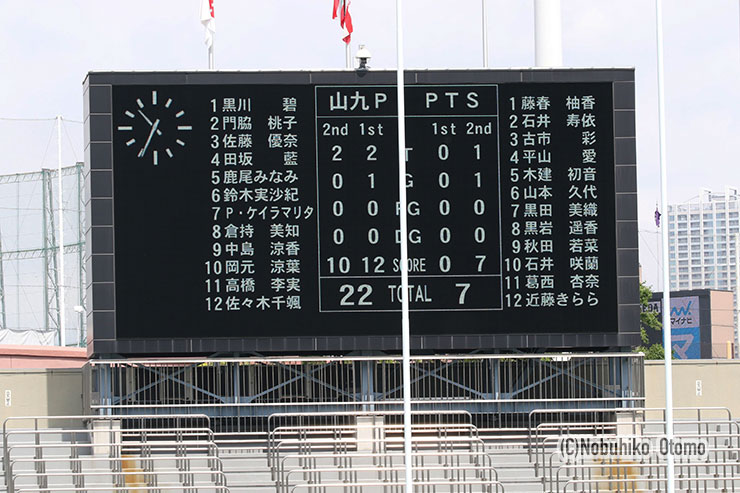 1 黒川 碧
2 門脇 桃子
3 佐藤 優奈
4 田坂 藍
5 鹿尾みなみ
6 鈴木実沙紀
7 P・ケイラマリタ
8 倉持 美知
9 中島 涼香
10 岡元 涼葉
11 高橋 李実
12 佐々木千颯
山九P PTS
2nd 1st 1st 2nd
2 2 T 0 1
0 1 G 0 1
0 0 PG 0 0
0 0 DG 0 0
10 12 SCORE 0 7
22 TOTAL 7
1 藤春 柚香
2 石井 寿依
3 古市 彩
4 平山 愛
5 木建 初音
6 山本 久代
7 黒田 美織
8 黒岩 遥香
9 秋田 若菜
10 石井 咲蘭
11 葛西 杏奈
12 近藤きらら
マイナビ
(C)Nobuhiko Otomo